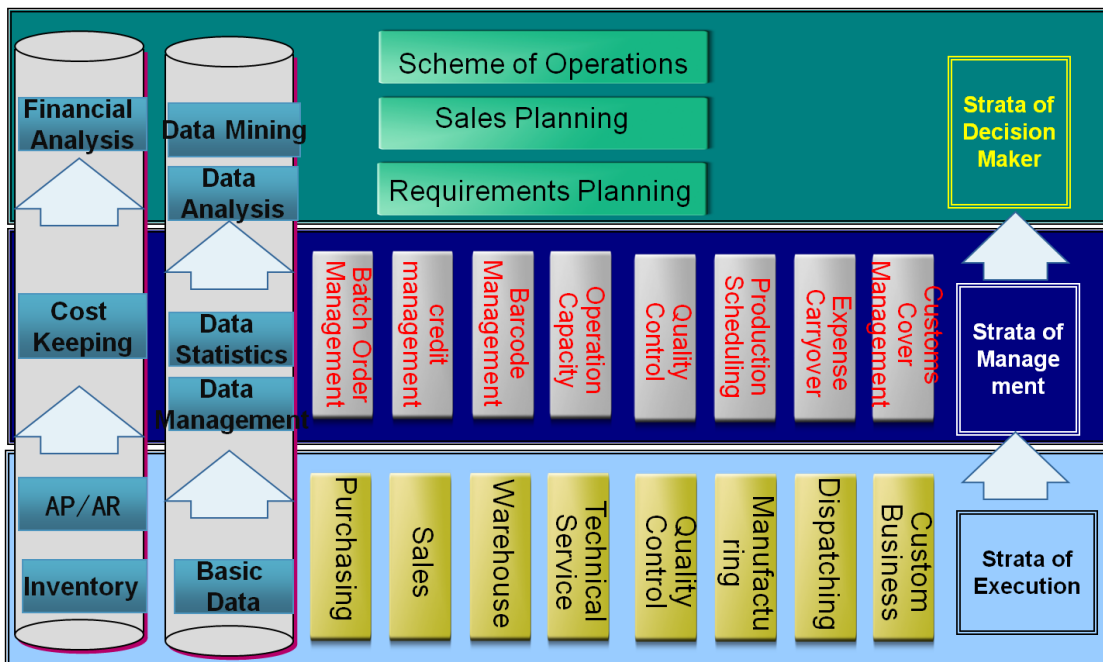 Financial
Analysis
Data Mining
Data
Analysis
Scheme of Operations
Sales Planning
Requirements Planning
Strata of
Decision
Maker
Cost
Keeping
Data
Statistics
Data
Management
Batch Order
Management
credit
management
Barcode
Management
Operation
Capacity
Quality
Control
Production
Scheduling
Expense
Carryover
Customs
Cover
Management
Strata of
Manage
ment
AP/AR
Inventory
Basic
Data
Purchasing
Sales
Warehouse
Technical
Service
Quality
Control
Manufactu
ring
Dispatching
Custom
Business
Strata of
Execution